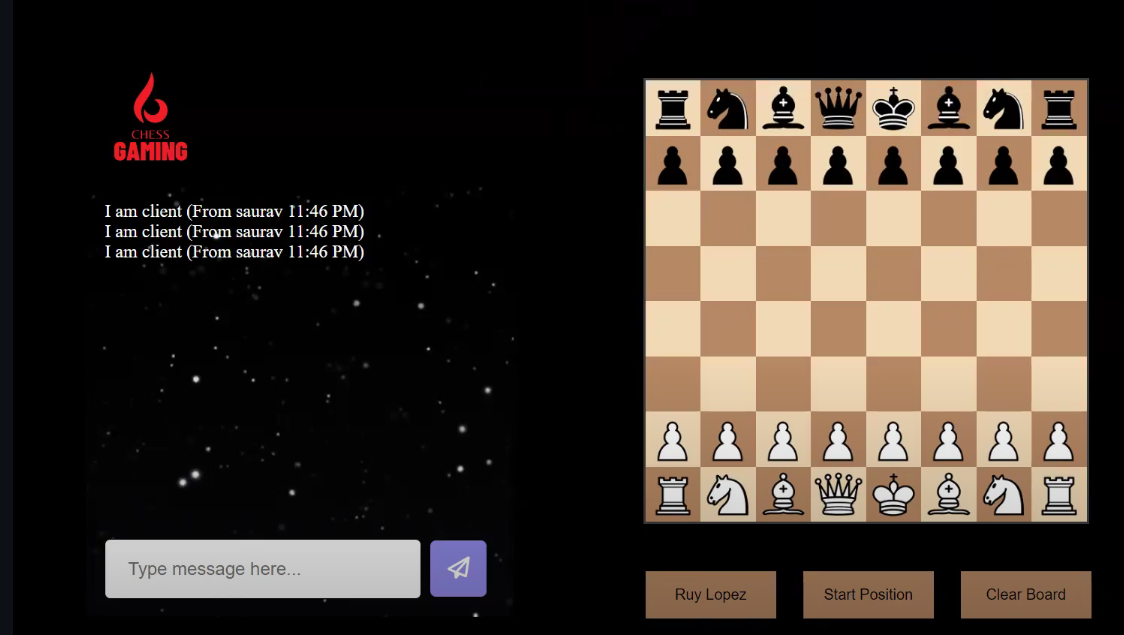 CHESS
GAMING
I am client (From saurav 11:46 PM)
I am client (From saurav 11:46 PM)
I am client (From saurav 11:46 PM)
Type message here...
Ruy Lopez
Start Position
Clear Board